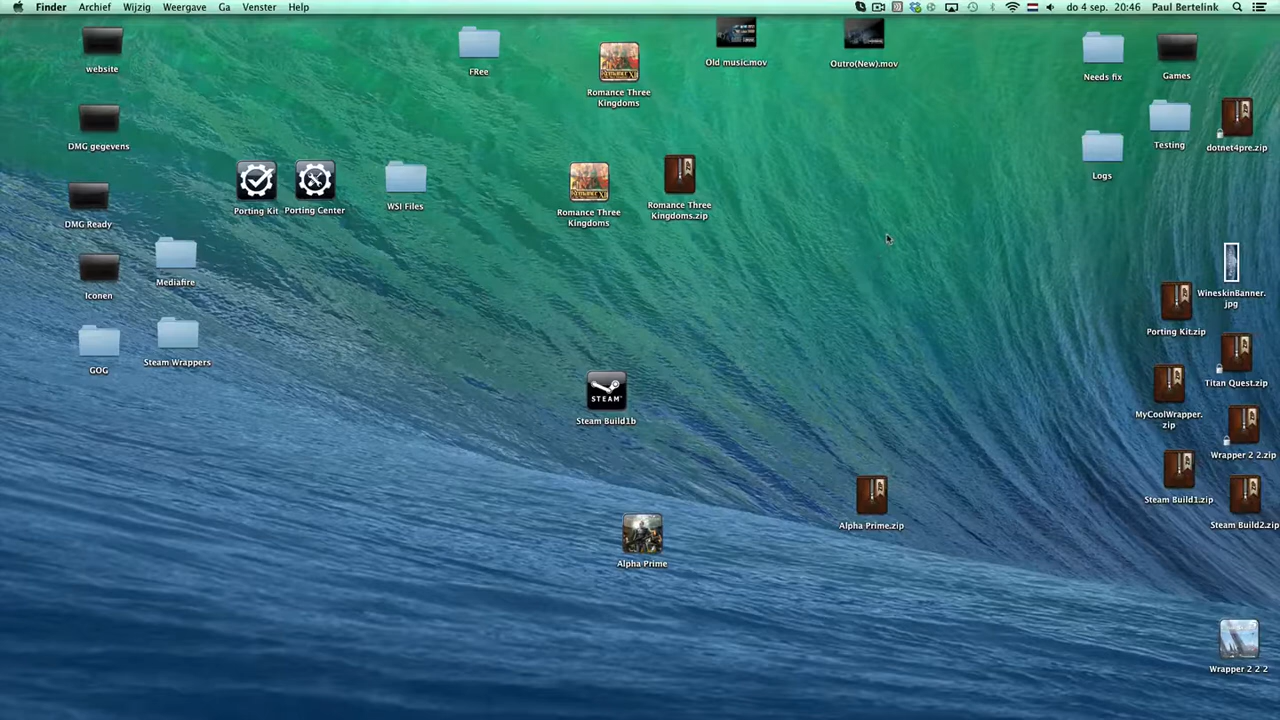 Finder Archief Wijzig Weergave Ga Venster Help do 4 sep. 20:46 Paul Bertelink
website
FRee
Romance Three
Kingdoms
Old music.mov
Outro(New).mov
Needs fix
Games
DMG gegevens
Testing
dotnet4pre.zip
Logs
Porting Kit
Porting Center
WSI Files
Romance Three
Kingdoms
Romance Three
Kingdoms.zip
DMG Ready
Mediafire
Iconen
WineskinBanner.
jpg
Porting Kit.zip
GOG
Steam Wrappers
Titan Quest.zip
STEAM
Steam Build1b
MyCoolWrapper.
zip
Wrapper 2 2.zip
Steam Build1.zip
Alpha Prime.zip
Steam Build2.zip
Alpha Prime
Wrapper 2 2 2